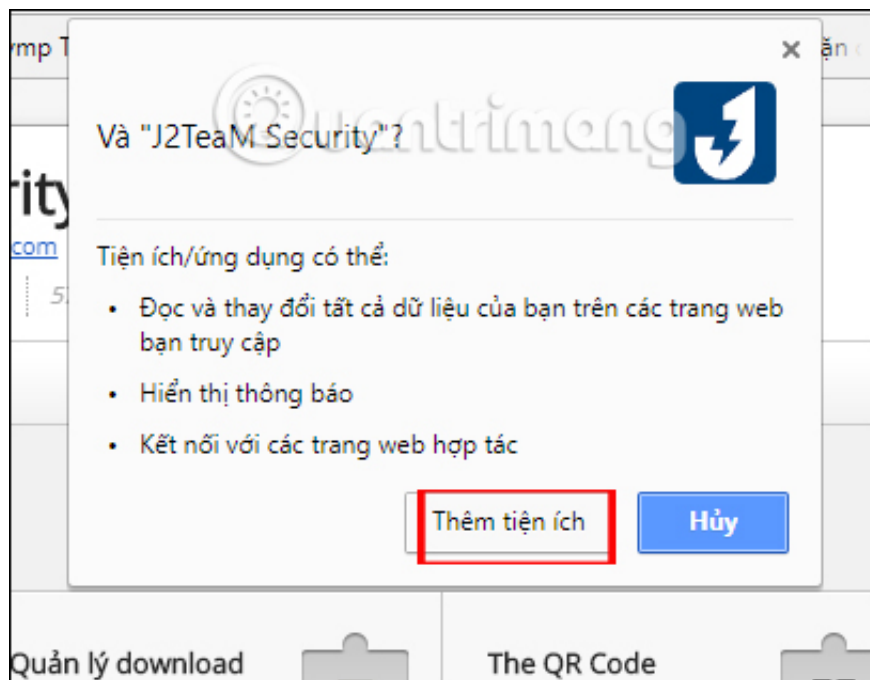 ymp T
ặn
Quantrimang
Và "J2TeaM Security"?
rity
com
Tiện ích/ứng dụng có thể:
• Đọc và thay đổi tất cả dữ liệu của bạn trên các trang web
bạn truy cập
• Hiển thị thông báo
• Kết nối với các trang web hợp tác
Thêm tiện ích
Hủy
Quản lý download
The QR Code